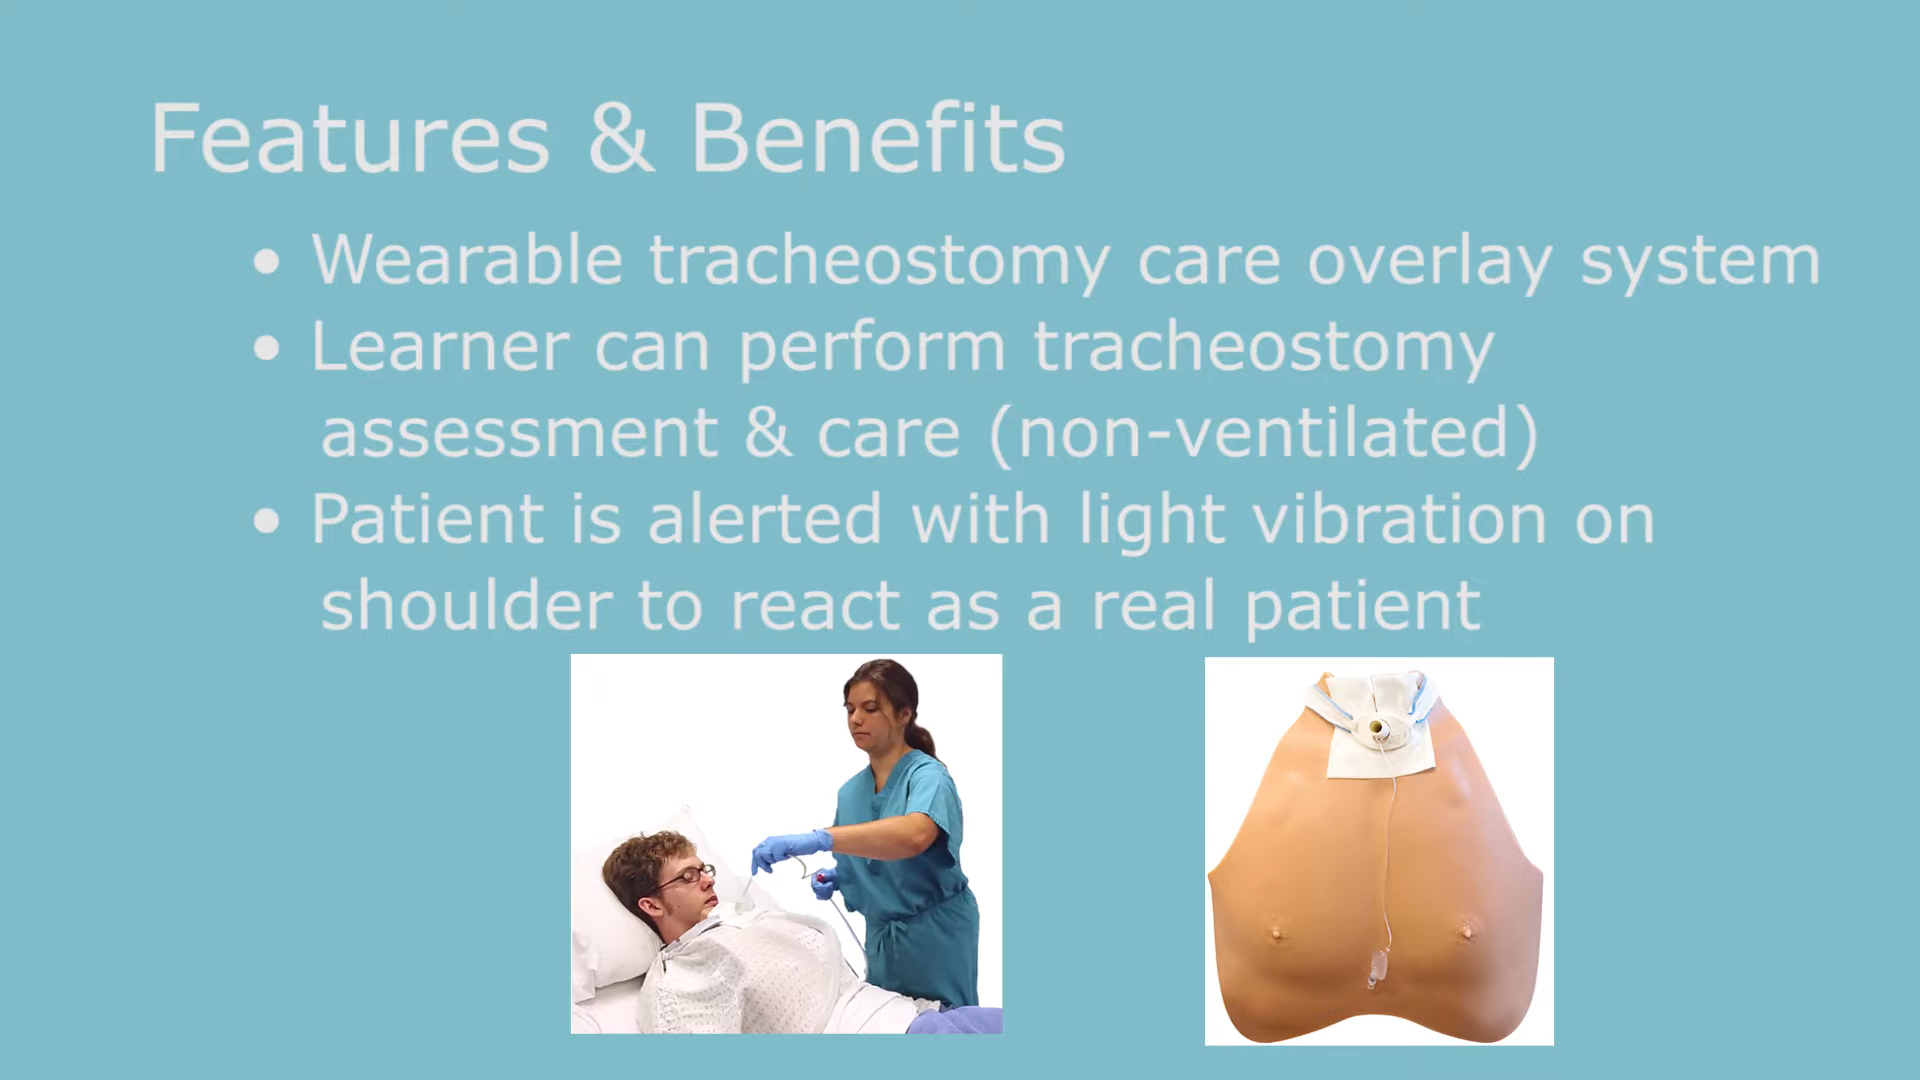 Features & Benefits
• Wearable tracheostomy care overlay system
• Learner can perform tracheostomy
assessment & care (non-ventilated)
• Patient is alerted with light vibration on
shoulder to react as a real patient